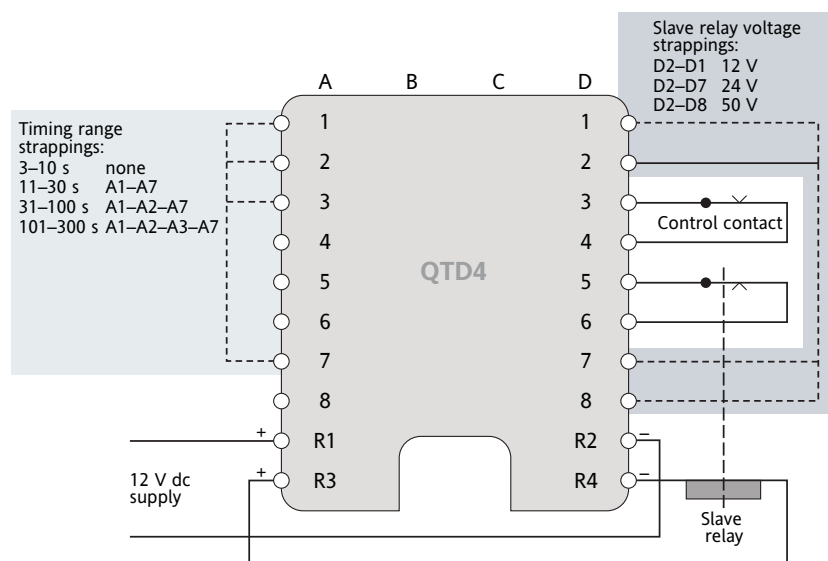 Slave relay voltage
strappings:
D2–D1 12 V
D2–D7 24 V
D2–D8 50 V
A B C D
Timing range
strappings:
3–10 s none
11–30 s A1–A7
31–100 s A1–A2–A7
101–300 s A1–A2–A3–A7
1 1
2 2
3 3
Control contact
4 4
QTD4
5 5
6 6
7 7
8 8
+ R1 R2 –
+ R3 R4 –
12 V dc
supply
Slave
relay